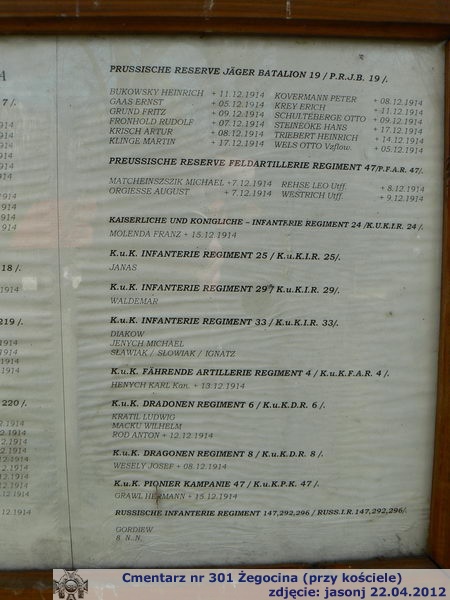 A
7 /.
18 /.
12.1914
219 /.
220 /.
PRUSSISCHE RESERVE JÄGER BATALION 19 / P.R.J.B. 19 /.
BUKOWSKY HEINRICH + 11.12.1914 KOVERMANN PETER + 08.12.1914
GAAS ERNST + 05.12.1914 KREY ERICH + 11.12.1914
GRUND FRITZ + 09.12.1914 SCHULTEBERGE OTTO + 09.12.1914
FRONHOLD RUDOLF + 07.12.1914 STEINEOKE HANS + 17.12.1914
KRISCH ARTUR + 08.12.1914 TRIEBERT HEINRICH + 14.12.1914
KLINGE MARTIN + 17.12.1914 WELS OTTO Vzflow. + 05.12.1914
PREUSSISCHE RESERVE FELDARTILLERIE REGIMENT 47/P.F.A.R. 47/.
MATCHEINSZSZIK MICHAEL +7.12.1914 REHSE LEO Utff. + 8.12.1914
ORGIESSE AUGUST + 7.12.1914 WESTRICH Utff. + 9.12.1914
KAISERLICHE UND KONIGLICHE - INFANTERIE REGIMENT 24 /K.U.K.I.R. 24 /.
MOLENDA FRANZ + 15.12.1914
K.u.K. INFANTERIE REGIMENT 25 / K.u.K.I.R. 25/.
JANAS
K.u.K. INFANTERIE REGIMENT 29 / K.u.K.I.R. 29/.
WALDEMAR
K.u.K. INFANTERIE REGIMENT 33 / K.u.K.I.R. 33/.
DIAKOW
JENYCH MICHAEL
SŁAWIAK / SŁOWIAK / IGNATZ
K.u.K. FÄHRENDE ARTILLERIE REGIMENT 4 / K.u.K.F.A.R. 4 /.
HENYCH KARL Kan. + 13.12.1914
K.u.K. DRADONEN REGIMENT 6 / K.u.K.D.R. 6 /.
KRATIL LUDWIG
MACKU WILHELM
ROD ANTON + 12.12.1914
K.u.K. DRAGONEN REGIMENT 8 / K.u.K.D.R. 8 /.
WESELY JOSEF + 08.12.1914
K.u.K. PIONIER KAMPANIE 47 / K.u.K.P.K. 47 /.
GRAWL HERMANN + 15.12.1914
RUSSISCHE INFANTERIE REGIMENT 147,292,296 / RUSS.I.R.147,292,296/.
GORDIEW
8. N.N.
Cmentarz nr 301 Żegocina (przy kościele)
zdjęcie: jasonj 22.04.2012